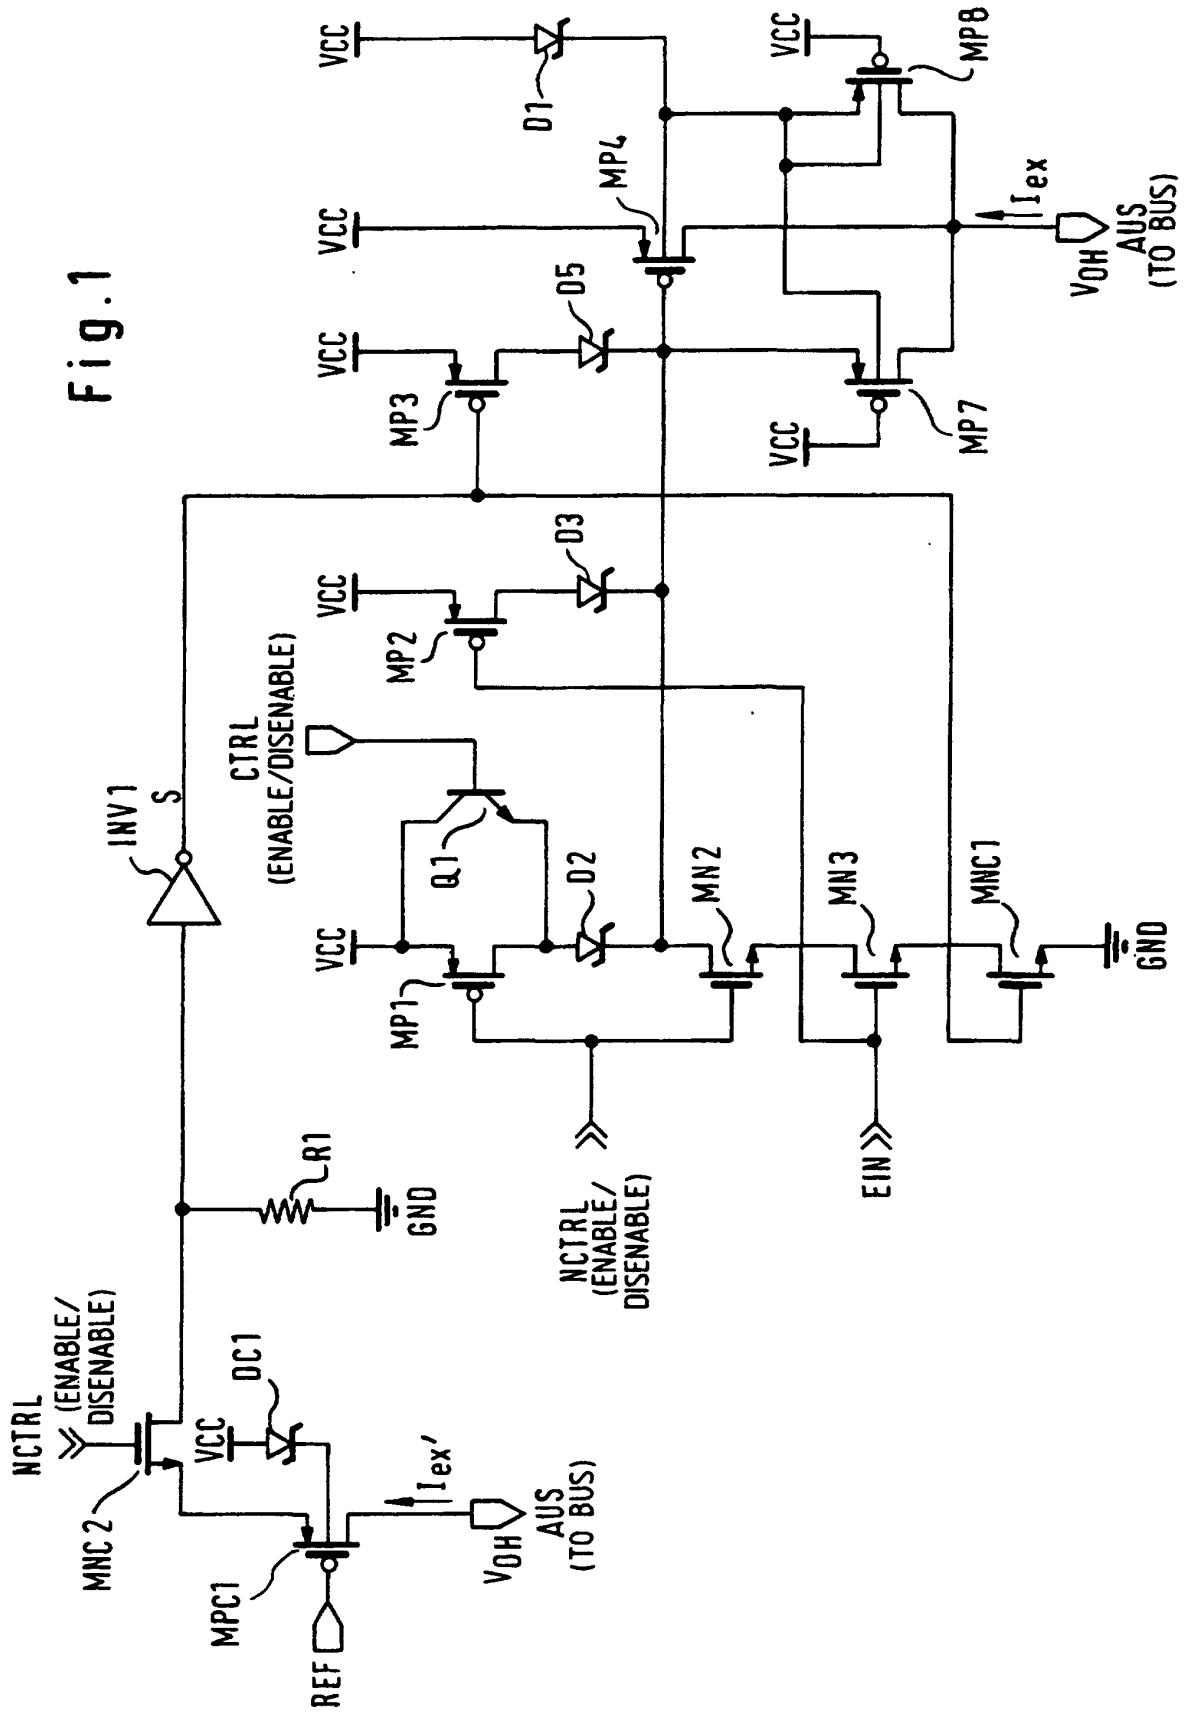 Fig.1
NCTRL
(ENABLE/
DISENABLE)
MNC2
MPC1
REF
VCC
DC1
Iex'
VOH
AUS
(TO BUS)
R1
GND
INV1
S
NCTRL
(ENABLE/
DISENABLE)
EIN
CTRL
(ENABLE/DISENABLE)
VCC
MP1
Q1
D2
MN2
MN3
MNC1
GND
VCC
MP2
D3
VCC
MP3
D5
VCC
MP4
VCC
D1
VCC
MP7
VCC
MP8
Iex
VOH
AUS
(TO BUS)